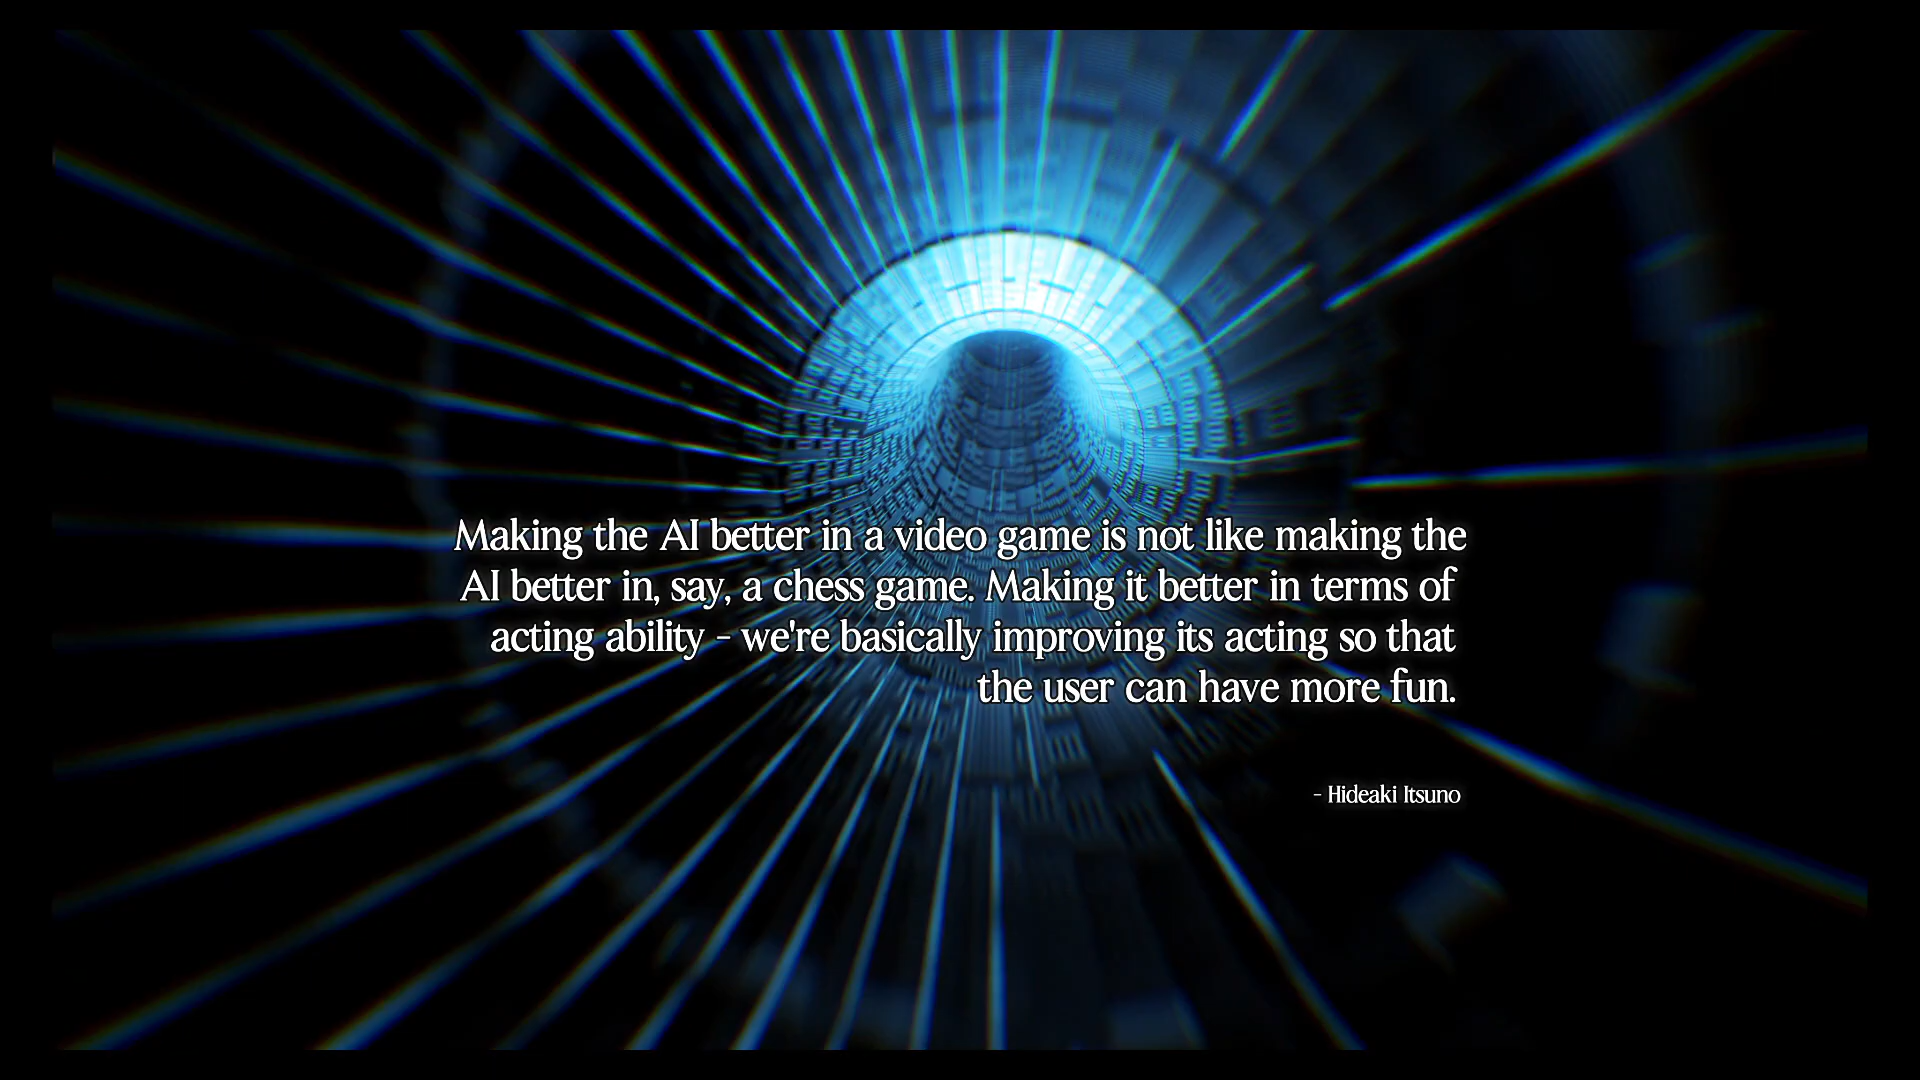 Making the AI better in a video game is not like making the
AI better in, say, a chess game. Making it better in terms of
acting ability - we're basically improving its acting so that
the user can have more fun.
- Hideaki Itsuno